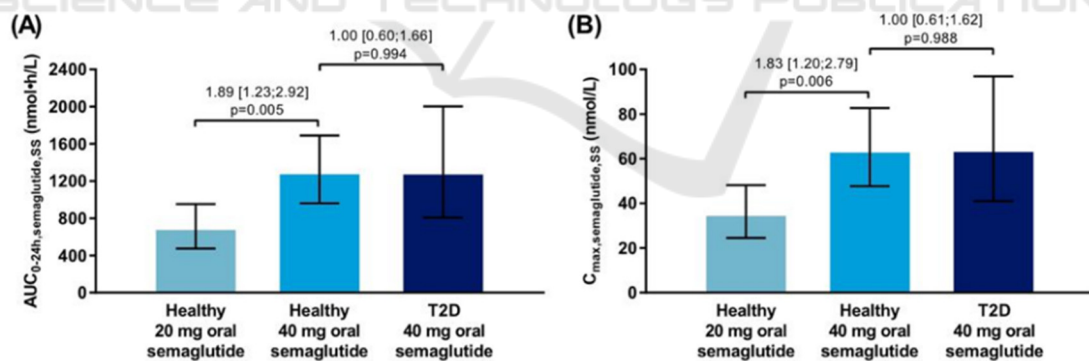 SCIENCE AND TECHNOLOGY PUBLICATIONS
(A)
1.00 [0.60;1.66]
p=0.994
1.89 [1.23;2.92]
p=0.005
AUC0-24h,semaglutide,SS (nmol•h/L)
2400
2000
1600
1200
800
400
0
Healthy
20 mg oral
semaglutide
Healthy
40 mg oral
semaglutide
T2D
40 mg oral
semaglutide
(B)
1.00 [0.61;1.62]
p=0.988
1.83 [1.20;2.79]
p=0.006
Cmax,semaglutide,SS (nmol/L)
100
80
60
40
20
0
Healthy
20 mg oral
semaglutide
Healthy
40 mg oral
semaglutide
T2D
40 mg oral
semaglutide